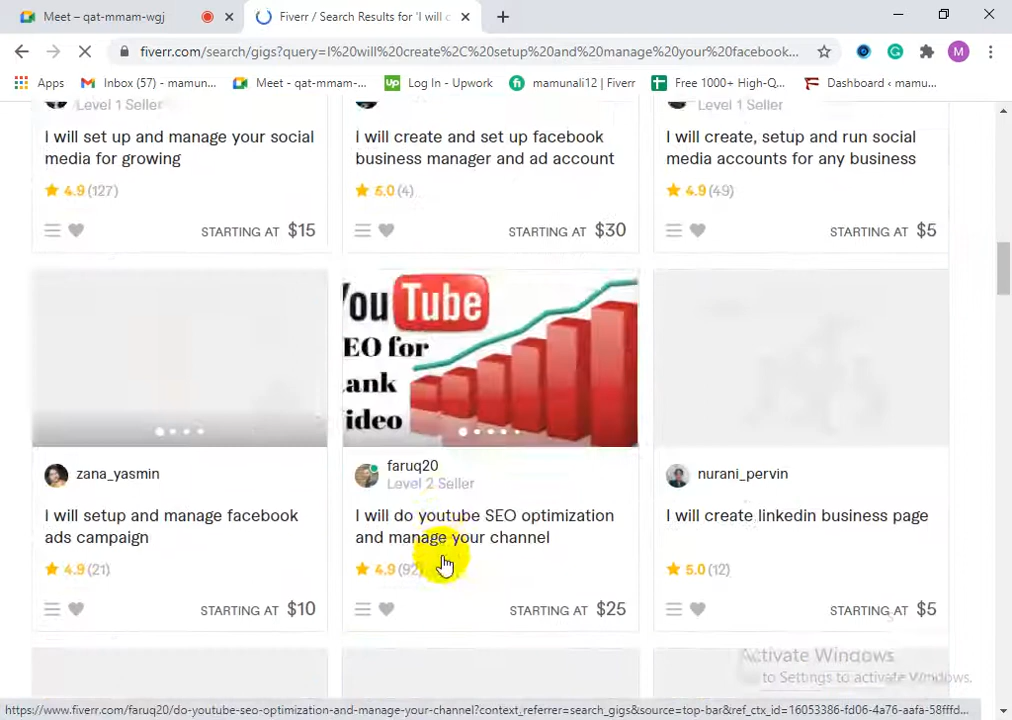 Meet – qat-mmam-wgj
Fiverr / Search Results for 'I will c
fiverr.com/search/gigs?query=I%20will%20create%2C%20setup%20and%20manage%20your%20facebook...
M
Apps
Inbox (57) - mamun...
Meet - qat-mmam-...
up Log In - Upwork
fi mamunali12 | Fiverr
Free 1000+ High-Q...
Dashboard ‹ mamu...
Level 1 Seller
Level 1 Seller
I will set up and manage your social
media for growing
4.9 (127)
STARTING AT $15
I will create and set up facebook
business manager and ad account
5.0 (4)
STARTING AT $30
I will create, setup and run social
media accounts for any business
4.9 (49)
STARTING AT $5
zana_yasmin
I will setup and manage facebook
ads campaign
4.9 (21)
STARTING AT $10
You Tube
SEO for
ank
Video
faruq20
Level 2 Seller
I will do youtube SEO optimization
and manage your channel
4.9 (92)
STARTING AT $25
nurani_pervin
I will create linkedin business page
5.0 (12)
STARTING AT $5
Activate Windows
to Settings to activate Windows.
https://www.fiverr.com/faruq20/do-youtube-seo-optimization-and-manage-your-channel?context_referrer=search_gigs&source=top-bar&ref_ctx_id=16053386-fd06-4a76-aafa-58fffd...